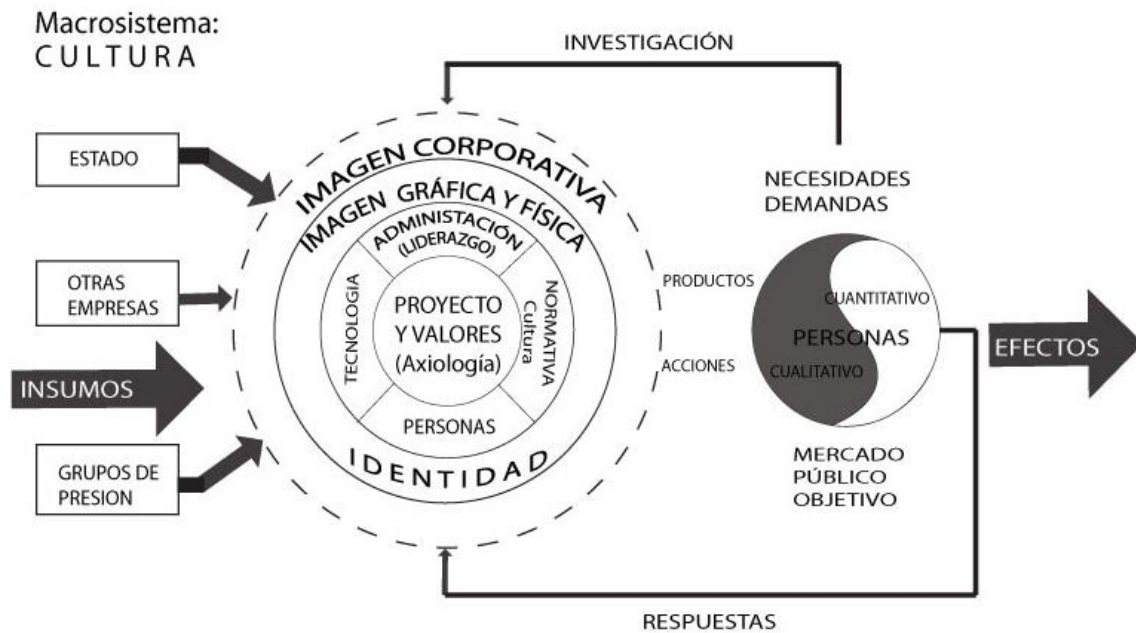 Macrosistema:
CULTURA
INVESTIGACIÓN
ESTADO
OTRAS
EMPRESAS
INSUMOS
GRUPOS DE
PRESION
IMAGEN CORPORATIVA
IMAGEN GRÁFICA Y FÍSICA
ADMINISTACIÓN
(LIDERAZGO)
TECNOLOGIA
PROYECTO
Y VALORES
(Axiología)
NORMATIVA
Cultura
PERSONAS
IDENTIDAD
PRODUCTOS
ACCIONES
NECESIDADES
DEMANDAS
CUANTITATIVO
PERSONAS
CUALITATIVO
MERCADO
PÚBLICO
OBJETIVO
EFECTOS
RESPUESTAS